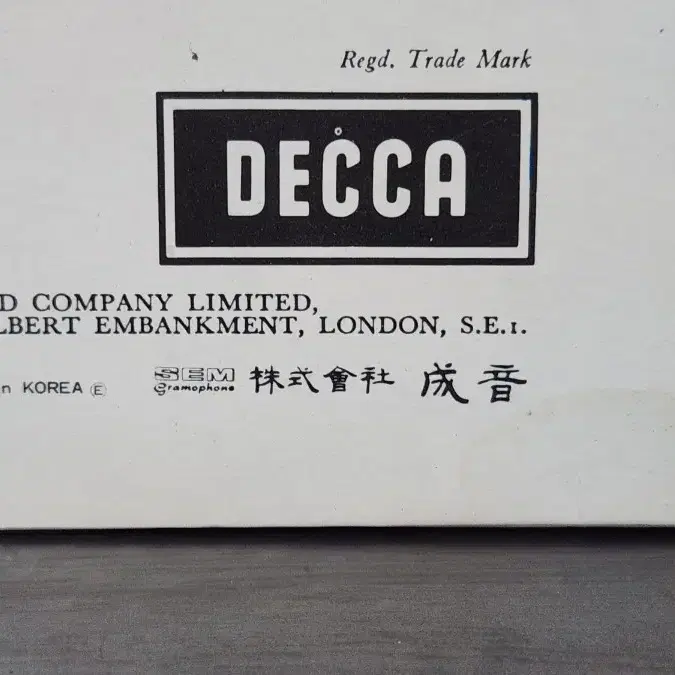 Regd. Trade Mark
DECCA
D COMPANY LIMITED,
LBERT EMBANKMENT, LONDON, S.E.1.
n KOREA Ⓔ SEM Gramophone 株式會社 成音